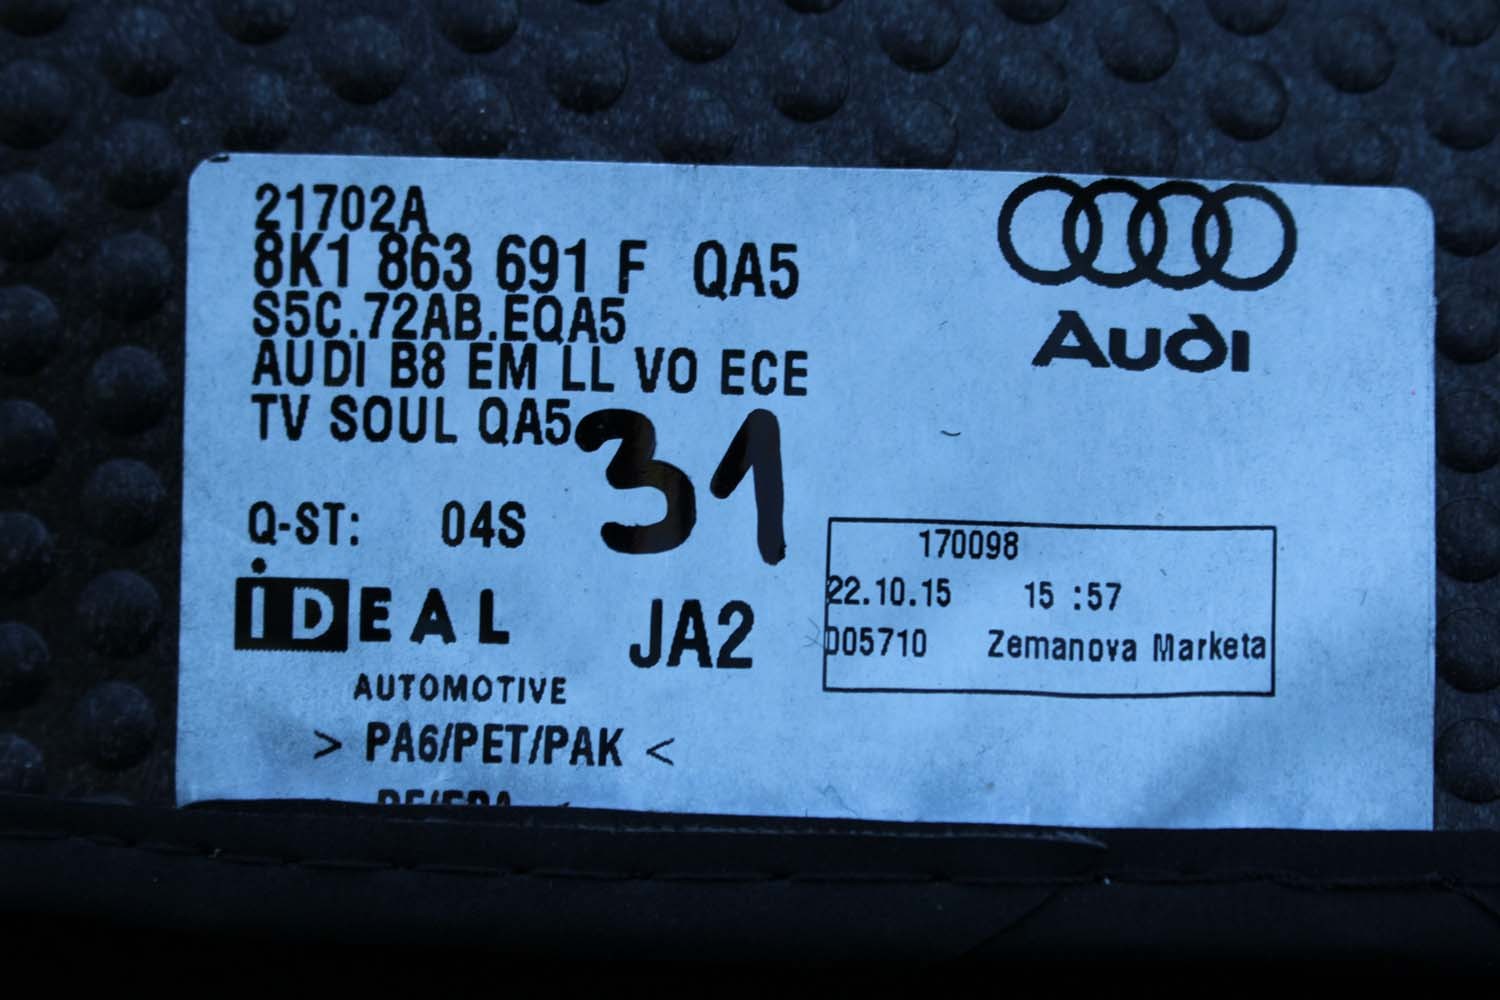 21702A
8K1 863 691 F QA5
S5C.72AB.EQA5
AUDI B8 EM LL VO ECE
TV SOUL QA5
31
Audi
Q-ST: 04S
iDEAL
AUTOMOTIVE
JA2
170098
22.10.15 15 :57
D05710 Zemanova Marketa
> PA6/PET/PAK <